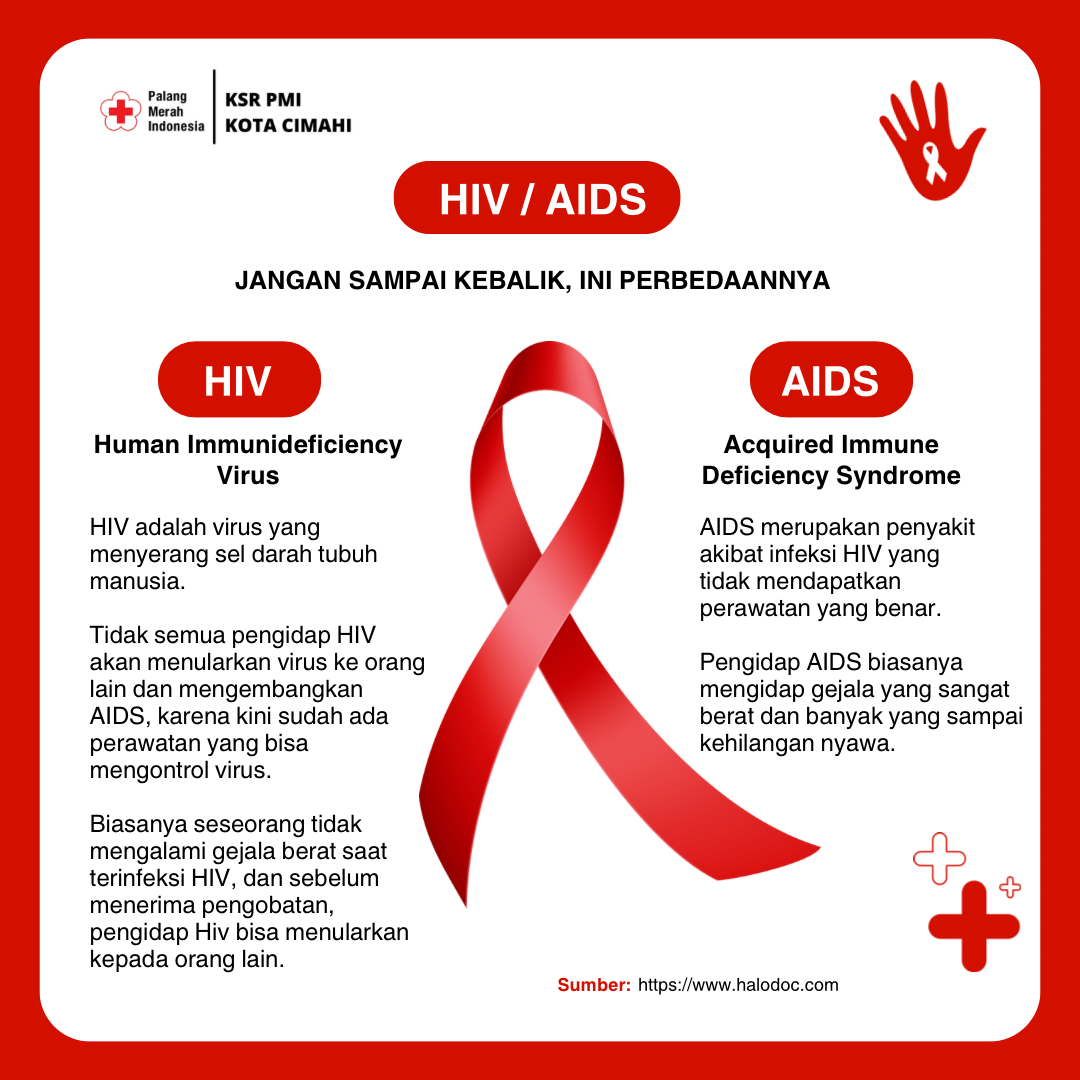 Palang
Merah
Indonesia
KSR PMI
KOTA CIMAHI
HIV / AIDS
JANGAN SAMPAI KEBALIK, INI PERBEDAANNYA
HIV
Human Immunideficiency
Virus
HIV adalah virus yang
menyerang sel darah tubuh
manusia.
Tidak semua pengidap HIV
akan menularkan virus ke orang
lain dan mengembangkan
AIDS, karena kini sudah ada
perawatan yang bisa
mengontrol virus.
Biasanya seseorang tidak
mengalami gejala berat saat
terinfeksi HIV, dan sebelum
menerima pengobatan,
pengidap Hiv bisa menularkan
kepada orang lain.
AIDS
Acquired Immune
Deficiency Syndrome
AIDS merupakan penyakit
akibat infeksi HIV yang
tidak mendapatkan
perawatan yang benar.
Pengidap AIDS biasanya
mengidap gejala yang sangat
berat dan banyak yang sampai
kehilangan nyawa.
Sumber: https://www.halodoc.com